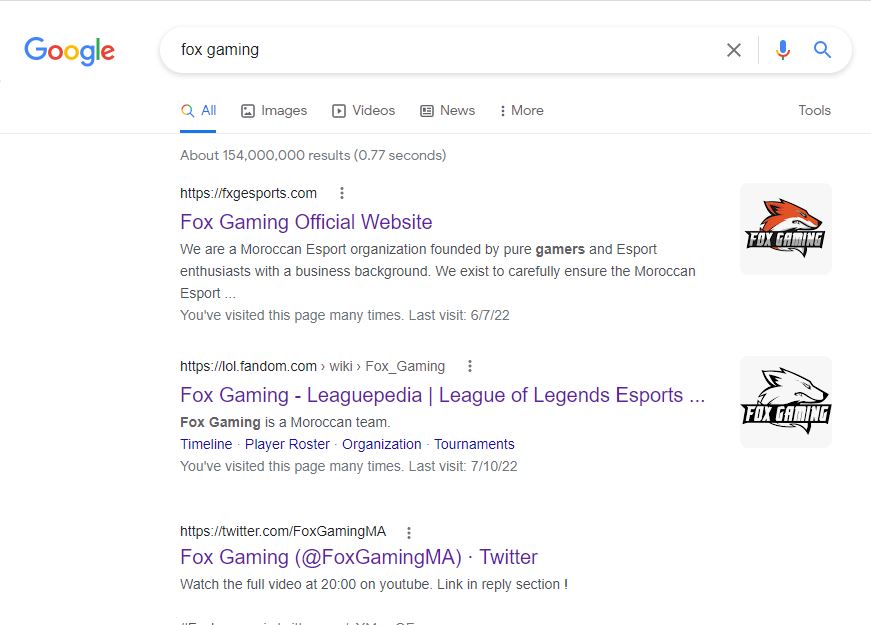 Google
fox gaming
All Images Videos News More Tools
About 154,000,000 results (0.77 seconds)
https://fxgesports.com
Fox Gaming Official Website
We are a Moroccan Esport organization founded by pure gamers and Esport
enthusiasts with a business background. We exist to carefully ensure the Moroccan
Esport ...
You've visited this page many times. Last visit: 6/7/22
FOX GAMING
https://lol.fandom.com › wiki › Fox_Gaming
Fox Gaming - Leaguepedia | League of Legends Esports ...
Fox Gaming is a Moroccan team.
Timeline · Player Roster · Organization · Tournaments
You've visited this page many times. Last visit: 7/10/22
FOX GAMING
https://twitter.com/FoxGamingMA
Fox Gaming (@FoxGamingMA) · Twitter
Watch the full video at 20:00 on youtube. Link in reply section !